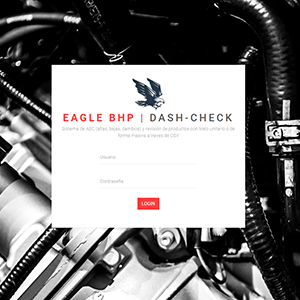 EAGLE BHP | DASH-CHECK
Sistema de ABC (altas, bajas, cambios) y revisión de productos con trato unitario o de
forma masiva a través de CSV.
Usuario
Contraseña
LOGIN